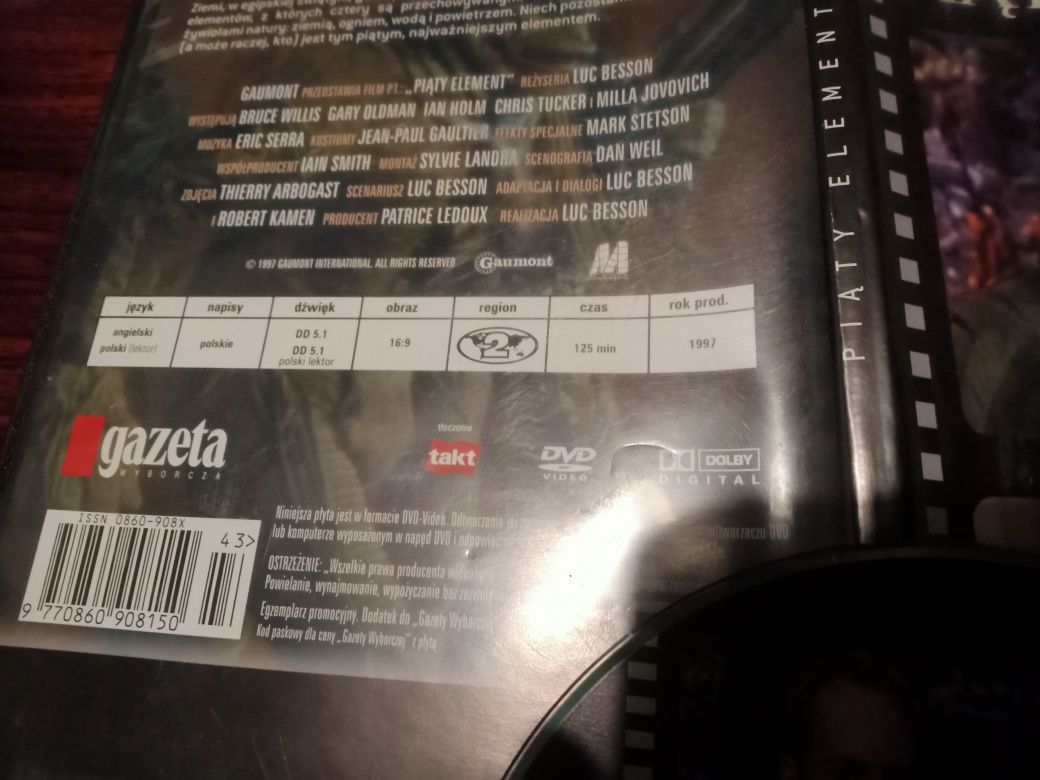 Ziemi, w egipskiej
elementów, z których cztery są przechowywane
żywiołami natury: ziemią, ogniem, wodą i powietrzem. Niech
(a może raczej, kto) jest tym piątym, najważniejszym elementem.
GAUMONT PRZEDSTAWIA FILM PT.: „PIĄTY ELEMENT" REŻYSERIA LUC BESSON
WYSTĘPUJĄ BRUCE WILLIS GARY OLDMAN IAN HOLM CHRIS TUCKER I MILLA JOVOVICH
MUZYKA ERIC SERRA KOSTIUMY JEAN-PAUL GAULTIER EFEKTY SPECJALNE MARK STETSON
WSPÓŁPRODUCENT IAIN SMITH MONTAŻ SYLVIE LANDRA SCENOGRAFIA DAN WEIL
ZDJĘCIA THIERRY ARBOGAST SCENARIUSZ LUC BESSON ADAPTACJA I DIALOGI LUC BESSON
I ROBERT KAMEN PRODUCENT PATRICE LEDOUX REALIZACJA LUC BESSON
© 1997 GAUMONT INTERNATIONAL. ALL RIGHTS RESERVED Gaumont
język napisy dźwięk obraz region czas rok prod.
angielski
polski (lektor)
polskie
DD 5.1
DD 5.1
polski lektor
16:9
2
125 min
1997
gazeta
WYBORCZA
tłoczenie
takt
DVD
VIDEO
DOLBY
DIGITAL
ISSN 0860-908X
43>
9 770860 908150
Niniejsza płyta jest w formacie DVD-Video. Odtwarzanie
lub komputerze wyposażonym w napęd DVD i
odtwarzaczu DVD
OSTRZEŻENIE: „Wszelkie prawa producenta
Powielanie, wynajmowanie, wypożyczanie bez
Egzemplarz promocyjny. Dodatek do „Gazety
Kod paskowy dla ceny „Gazety Wyborczej" z płytą
PIĄTY ELEMENT